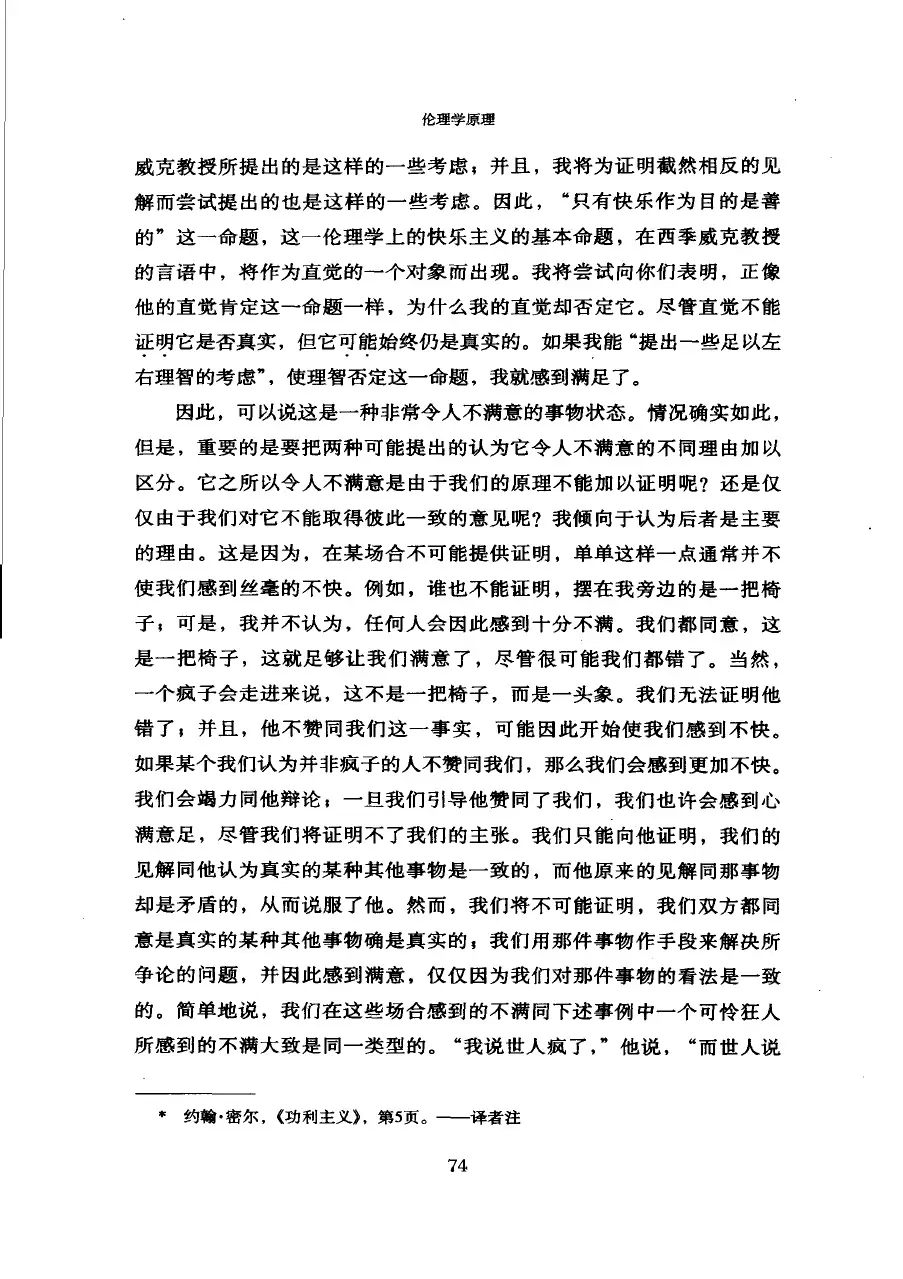 伦理学原理
威克教授所提出的是这样的一些考虑；并且，我将为证明截然相反的见
解而尝试提出的也是这样的一些考虑。因此，“只有快乐作为目的是善
的”这一命题，这一伦理学上的快乐主义的基本命题，在西季威克教授
的言语中，将作为直觉的一个对象而出现。我将尝试向你们表明，正像
他的直觉肯定这一命题一样，为什么我的直觉却否定它。尽管直觉不能
证明它是否真实，但它可能始终仍是真实的。如果我能“提出一些足以左
右理智的考虑”，使理智否定这一命题，我就感到满足了。
因此，可以说这是一种非常令人不满意的事物状态。情况确实如此，
但是，重要的是要把两种可能提出的认为它令人不满意的不同理由加以
区分。它之所以令人不满意是由于我们的原理不能加以证明呢？还是仅
仅由于我们对它不能取得彼此一致的意见呢？我倾向于认为后者是主要
的理由。这是因为，在某场合不可能提供证明，单单这样一点通常并不
使我们感到丝毫的不快。例如，谁也不能证明，摆在我旁边的是一把椅
子；可是，我并不认为，任何人会因此感到十分不满。我们都同意，这
是一把椅子，这就足够让我们满意了，尽管很可能我们都错了。当然，
一个疯子会走进来说，这不是一把椅子，而是一头象。我们无法证明他
错了；并且，他不赞同我们这一事实，可能因此开始使我们感到不快。
如果某个我们认为并非疯子的人不赞同我们，那么我们会感到更加不快。
我们会竭力同他辩论；一旦我们引导他赞同了我们，我们也许会感到心
满意足，尽管我们将证明不了我们的主张。我们只能向他证明，我们的
见解同他认为真实的某种其他事物是一致的，而他原来的见解同那事物
却是矛盾的，从而说服了他。然而，我们将不可能证明，我们双方都同
意是真实的某种其他事物确是真实的；我们用那件事物作手段来解决所
争论的问题，并因此感到满意，仅仅因为我们对那件事物的看法是一致
的。简单地说，我们在这些场合感到的不满同下述事例中一个可怜狂人
所感到的不满大致是同一类型的。“我说世人疯了，”他说，“而世人说
* 约翰·密尔，《功利主义》，第5页。——译者注
74